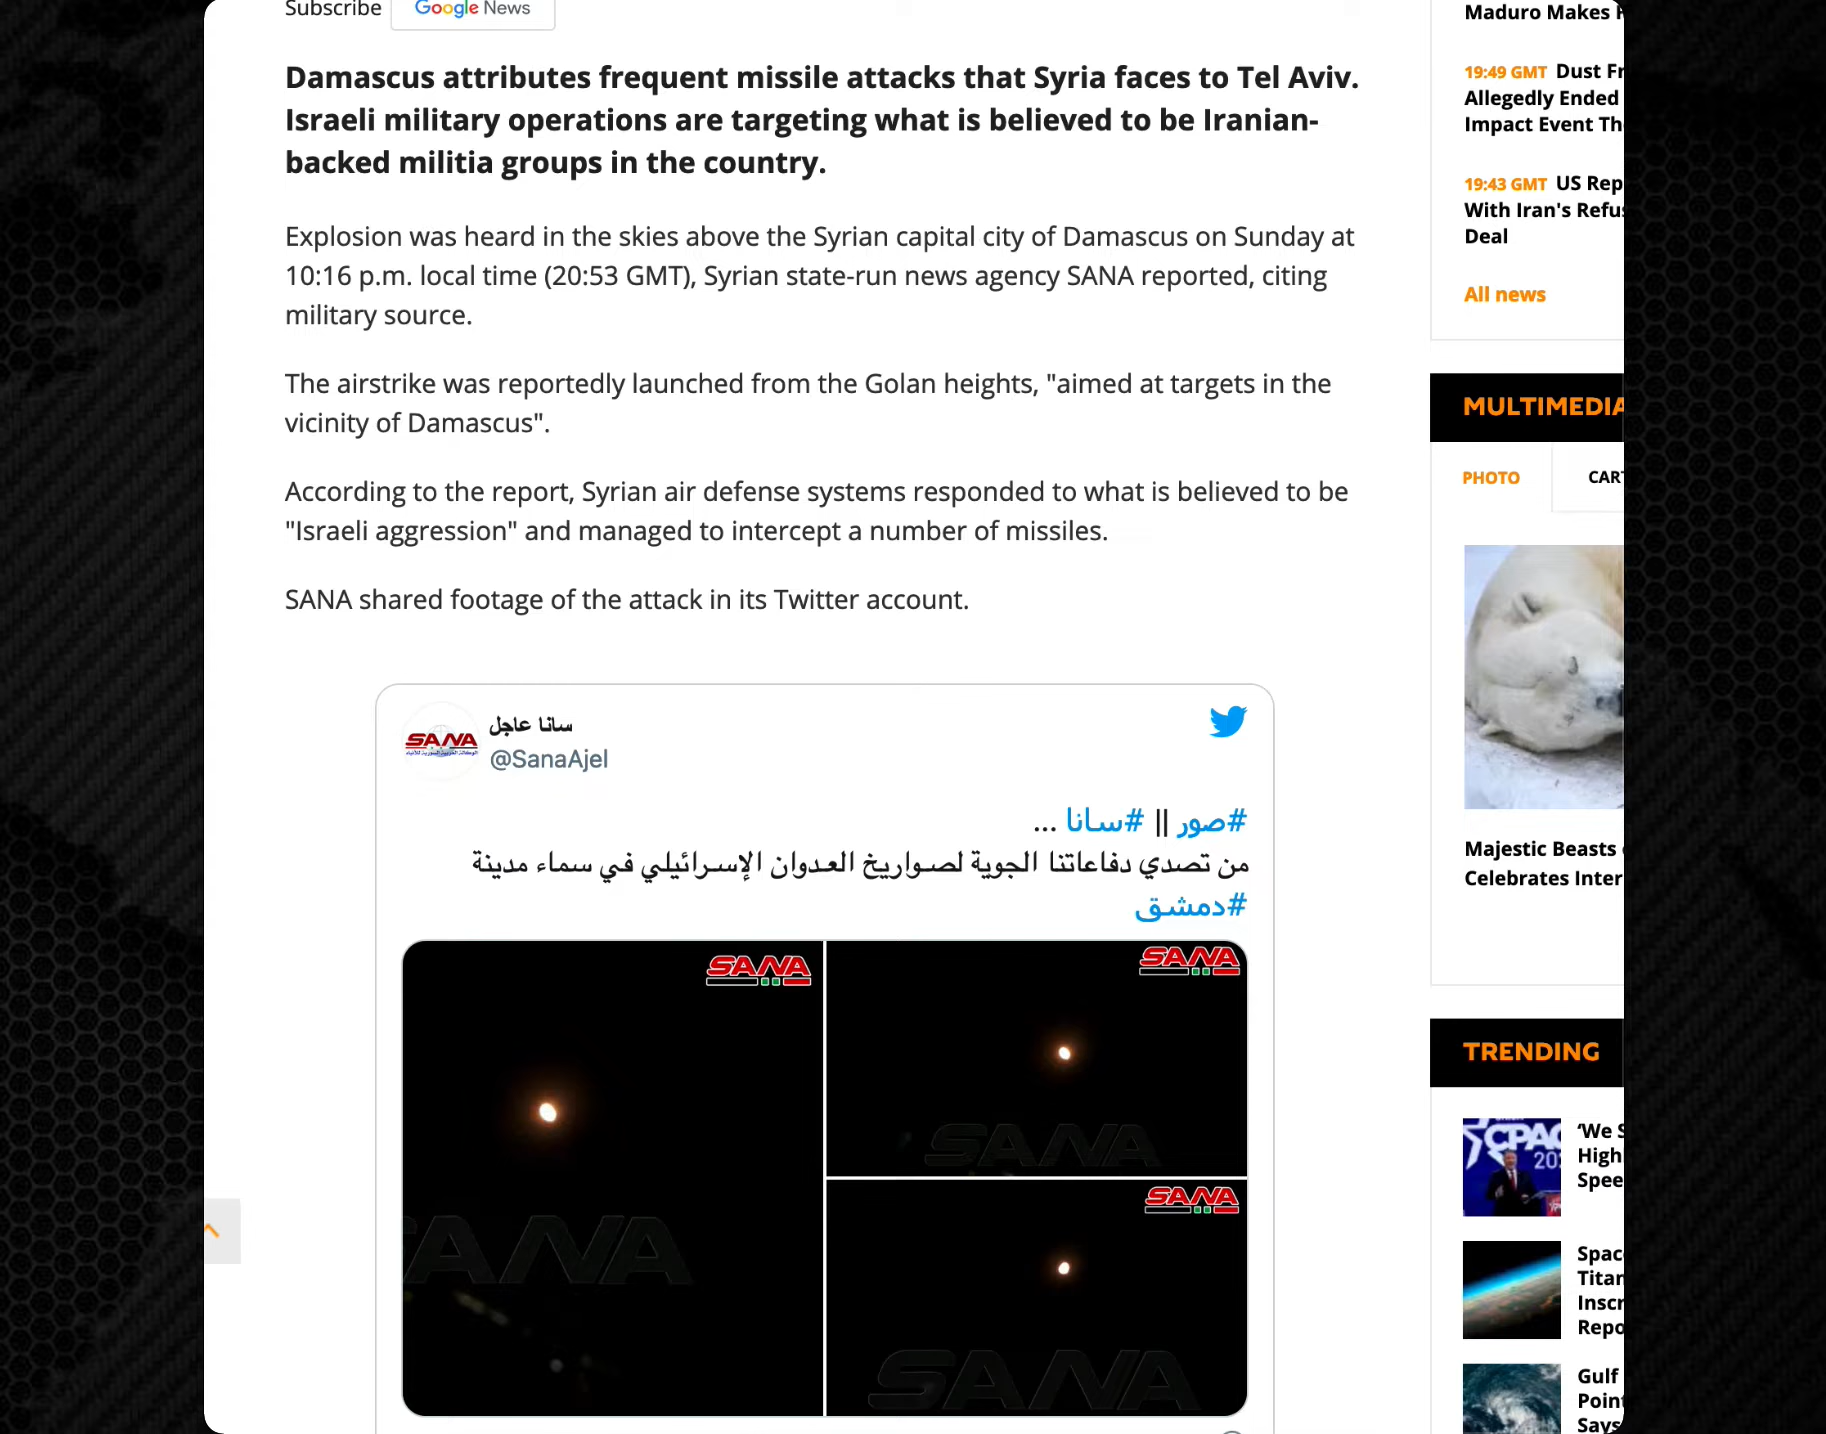 Subscribe
Google News
Damascus attributes frequent missile attacks that Syria faces to Tel Aviv.
Israeli military operations are targeting what is believed to be Iranian-
backed militia groups in the country.
Explosion was heard in the skies above the Syrian capital city of Damascus on Sunday at
10:16 p.m. local time (20:53 GMT), Syrian state-run news agency SANA reported, citing
military source.
The airstrike was reportedly launched from the Golan heights, "aimed at targets in the
vicinity of Damascus".
According to the report, Syrian air defense systems responded to what is believed to be
"Israeli aggression" and managed to intercept a number of missiles.
SANA shared footage of the attack in its Twitter account.
SANA
سانا عاجل
@SanaAjel
#صور || #سانا ...
من تصدي دفاعاتنا الجوية لصواريخ العدوان الإسرائيلي في سماء مدينة
#دمشق
SANA
SANA
SANA
SANA
SANA
SANA
Maduro Makes
19:49 GMT Dust Fr
Allegedly Ended
Impact Event Th
19:43 GMT US Rep
With Iran's Refu
Deal
All news
MULTIMEDIA
PHOTO
CAR
Majestic Beasts
Celebrates Inter
TRENDING
CPAC
202
‘We S
High
Spee
Spac
Titan
Inscr
Repo
Gulf
Point
Says